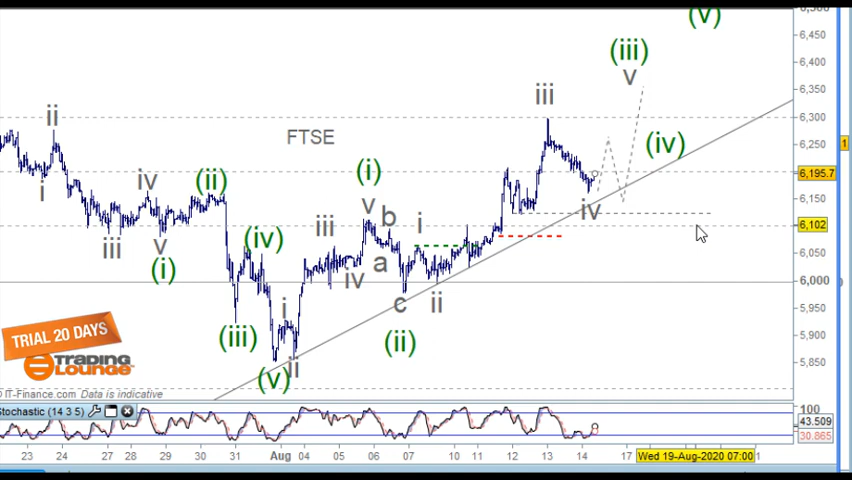 6,500
(v)
6,450
(iii)
6,400
v
iii
ii
6,300
FTSE
6,250
(iv)
i
iv
(ii)
(i)
6,195.7
1
iv
6,150
v
b
i
iii
6,102
iii
v
(iv)
6,050
(i)
a
iv
6,000
i
c
ii
5,950
(iii)
(ii)
5,900
TRIAL 20 DAYS
ii
TRADING
LOUNGE
(v)
5,850
© IT-Finance.com Data is indicative
Stochastic (14 3 5)
100
43.509
30.865
23 24 27 28 29 30 31 Aug 04 05 06 07 10 11 12 13 14 17 Wed 19-Aug-2020 07:00 1